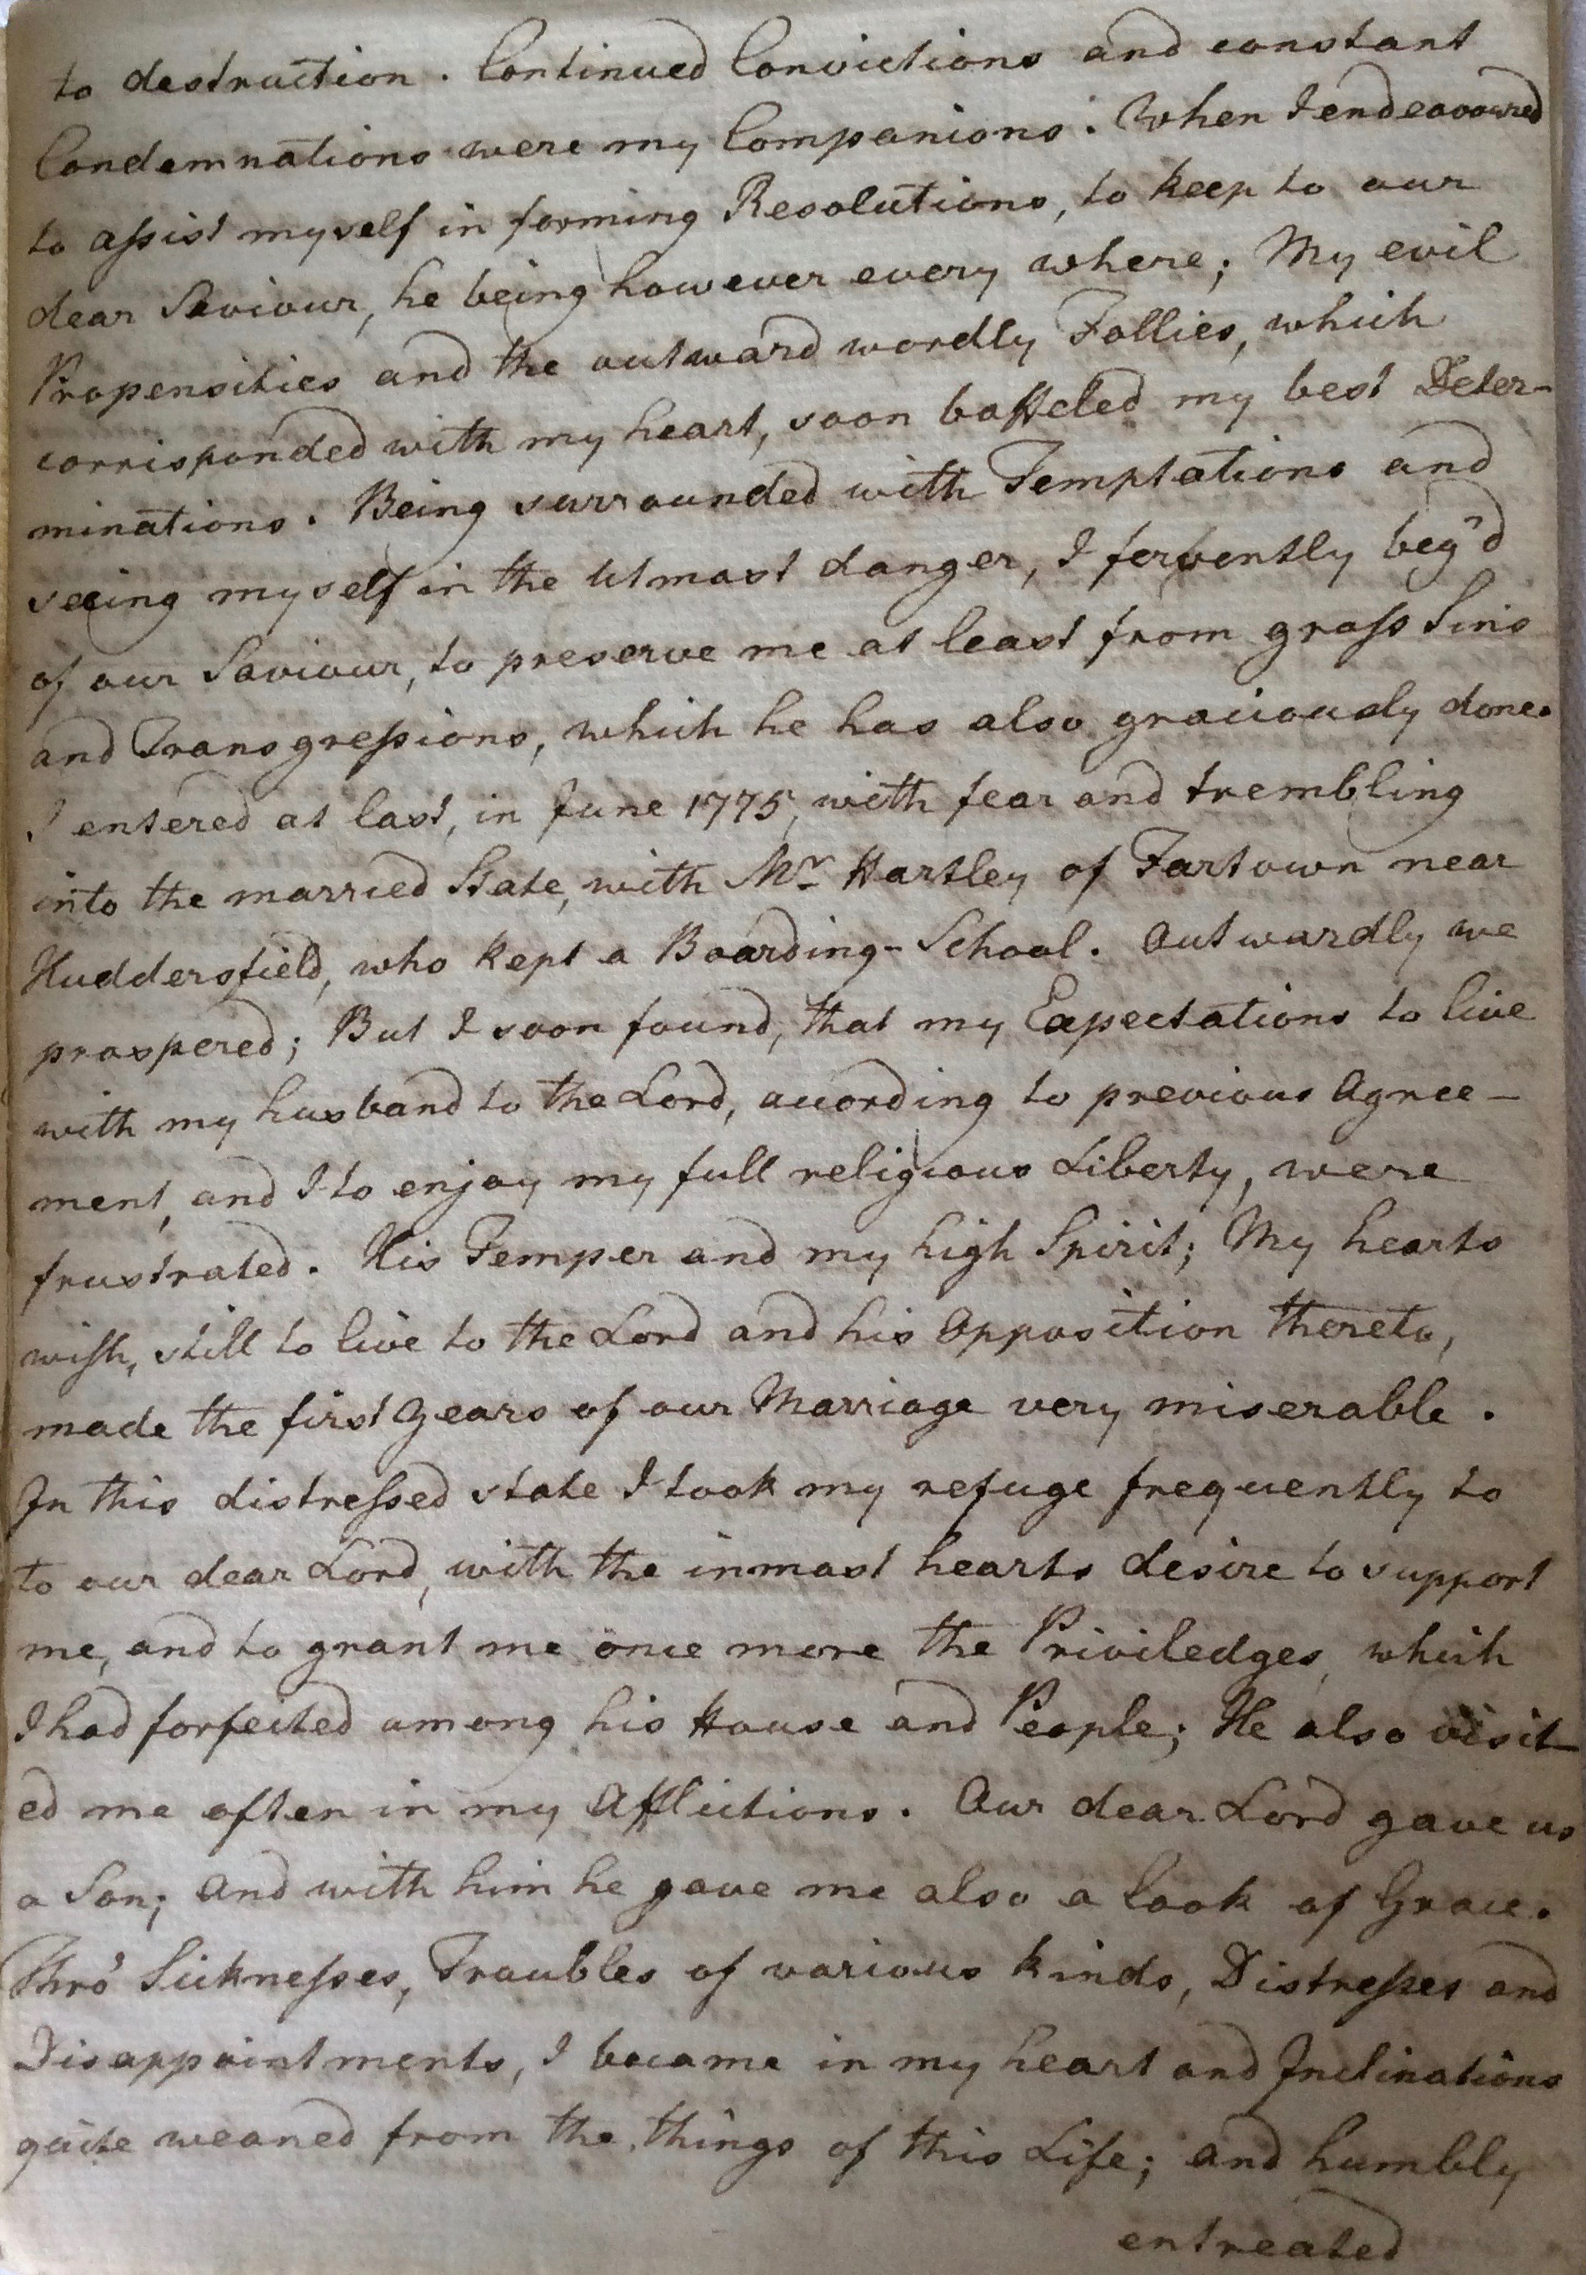 to destruction. Continued Convictions and constant
Condemnations were my Companions. When I endeavoured
to assist myself in forming Resolutions, to keep to our
dear Saviour, he being however every where; My evil
Propensities and the outward wordly Follies, which
corrisponded with my heart, soon baffeled my best Deter-
minations. Being surrounded with Temptations and
seeing myself in the Utmost danger, I fervently beg'd
of our Saviour, to preserve me at least from gross Sins
and Transgressions, which he has also graciously done.
I entered at last, in June 1775, with fear and trembling
into the married State, with Mr Hartley of Fartown near
Huddersfield, who kept a Boarding-School. Outwardly we
prospered; But I soon found, that my Expectations to live
with my husband to the Lord, acording to previous Agree-
ment, and I to enjoy my full religious Liberty, were
frustrated. His Temper and my high Spirit; My hearts
wish, still to live to the Lord and his Opposition thereto,
made the first Years of our Marriage very miserable.
In this distressed state I took my refuge frequently to
to our dear Lord, with the inmost hearts desire to support
me, and to grant me once more the Priviledges, which
I had forfeited among his House and People; He also visit-
ed me often in my Afflictions. Our dear Lord gave us
a Son; And with him he gave me also a look of Grace.
Thro' Sicknesses, Troubles of various kinds, Distresses and
Disappointments, I became in my heart and Inclinations
quite weaned from the things of this Life; and humbly
entreated